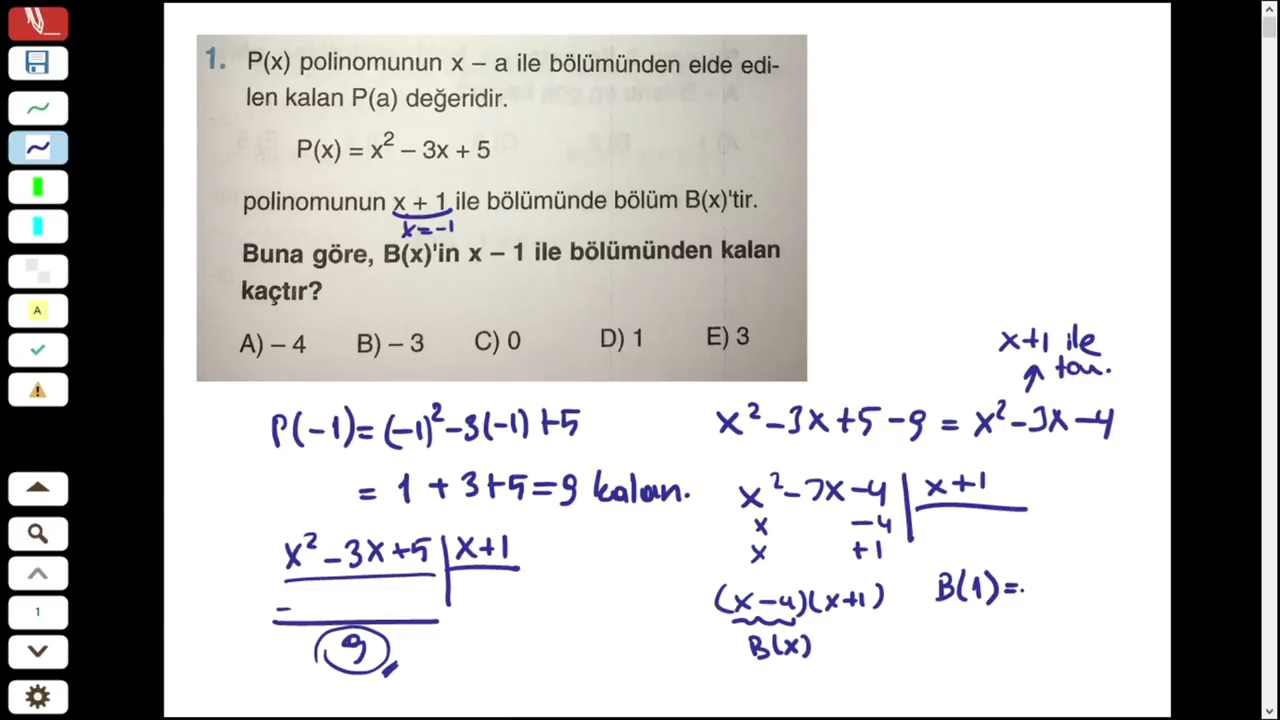 1. P(x) polinomunun x – a ile bölümünden elde edi-
len kalan P(a) değeridir.
P(x) = x² – 3x + 5
polinomunun x + 1 ile bölümünde bölüm B(x)'tir.
x = -1
Buna göre, B(x)'in x – 1 ile bölümünden kalan
kaçtır?
A) – 4 B) – 3 C) 0 D) 1 E) 3
P(-1) = (-1)² - 3(-1) + 5
= 1 + 3 + 5 = 9 kalan.
x² - 3x + 5 | x + 1
-
9
x+1 ile
tam.
x² - 3x + 5 - 9 = x² - 3x - 4
x² - 3x - 4 | x + 1
x -4
x +1
(x - 4)(x + 1)
B(x)
B(1) =
A
1